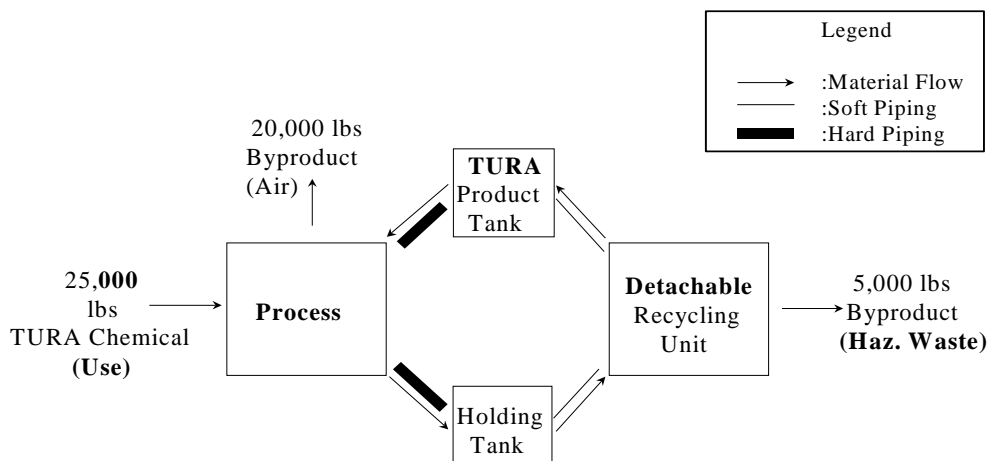 Legend
:Material Flow
:Soft Piping
:Hard Piping
20,000 lbs
Byproduct
(Air)
TURA
Product
Tank
25,000
lbs
TURA Chemical
(Use)
Process
Detachable
Recycling
Unit
5,000 lbs
Byproduct
(Haz. Waste)
Holding
Tank